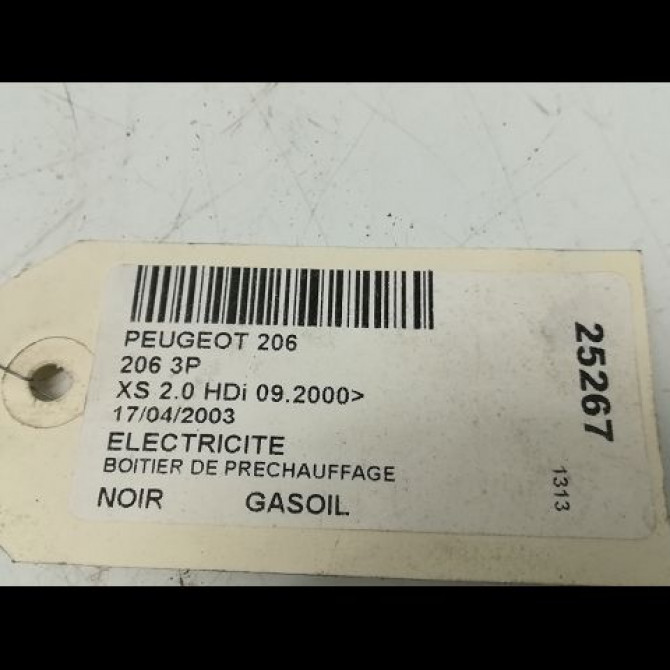 PEUGEOT 206
206 3P
XS 2.0 HDi 09.2000>
17/04/2003
ELECTRICITE
BOITIER DE PRECHAUFFAGE
NOIR GASOIL
25267
1313